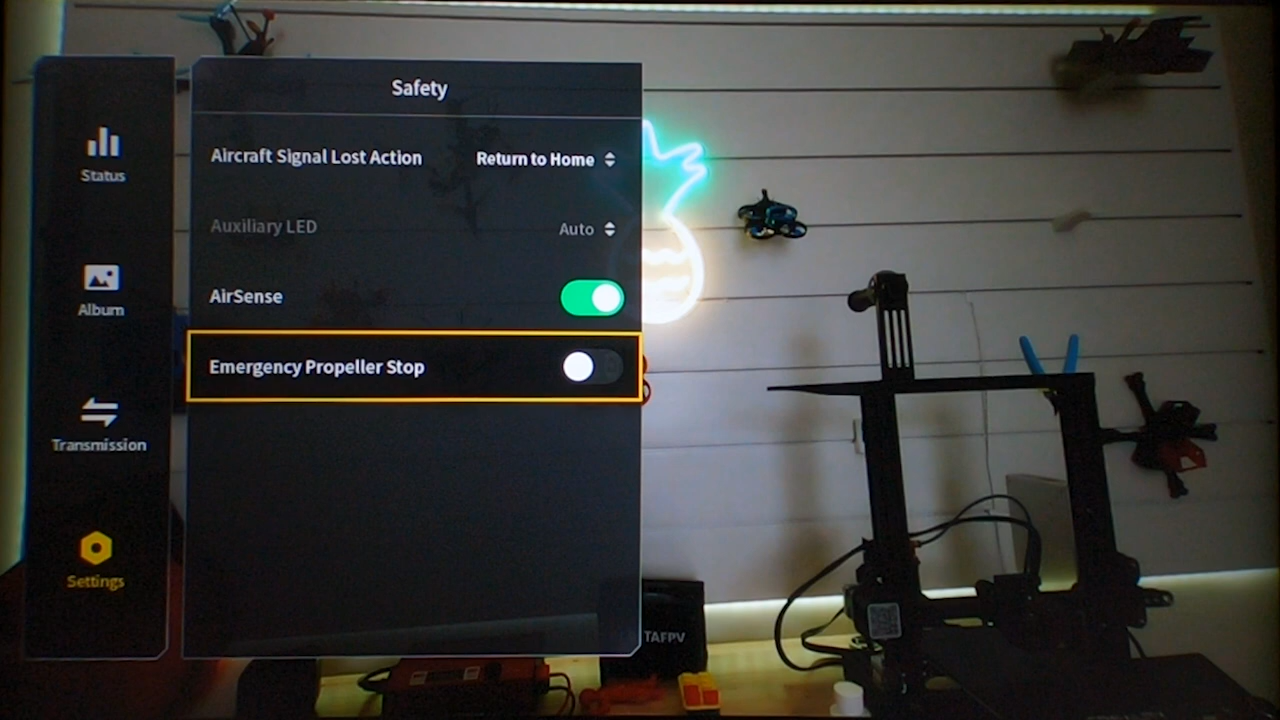 Safety
Aircraft Signal Lost Action Return to Home
Auxiliary LED Auto
AirSense
Emergency Propeller Stop
Status
Album
Transmission
Settings
TAFPV